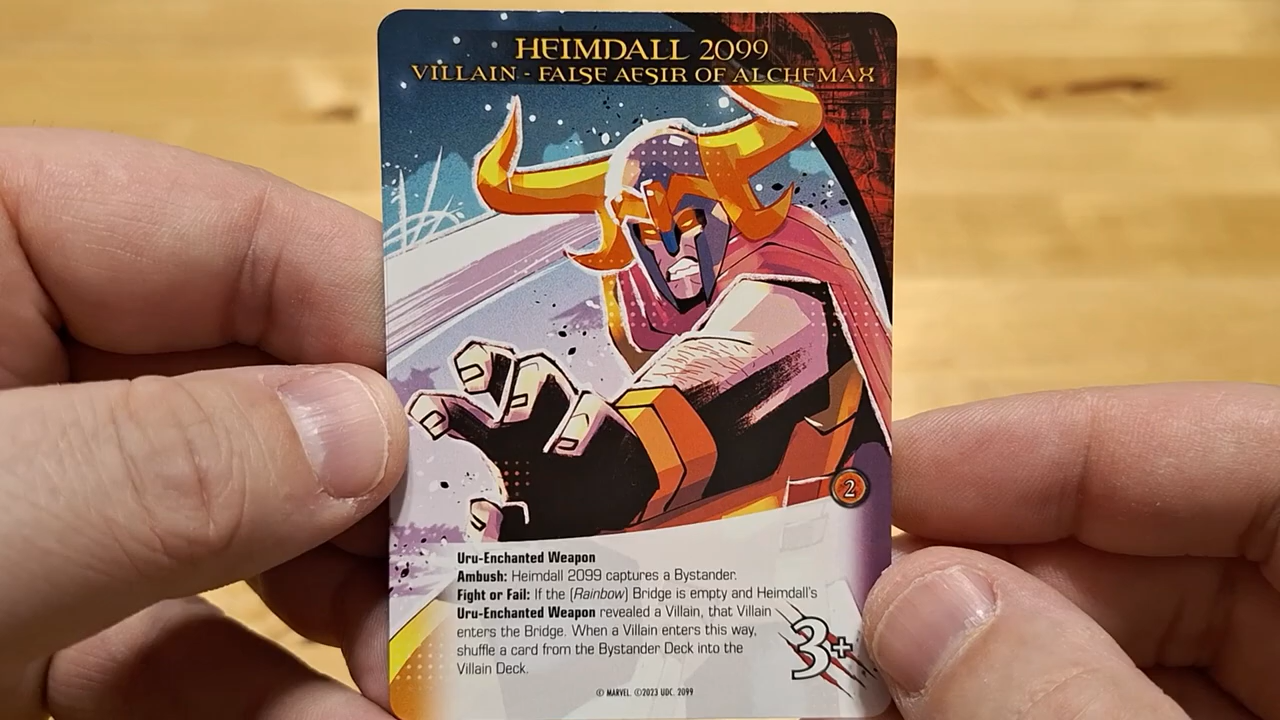 HEIMDALL 2099
VILLAIN - FALSE AESIR OF ALCHEMAX
2
Uru-Enchanted Weapon
Ambush: Heimdall 2099 captures a Bystander.
Fight or Fail: If the (Rainbow) Bridge is empty and Heimdall's
Uru-Enchanted Weapon revealed a Villain, that Villain
enters the Bridge. When a Villain enters this way,
shuffle a card from the Bystander Deck into the
Villain Deck.
3+
© MARVEL. ©2023 UDC. 2099